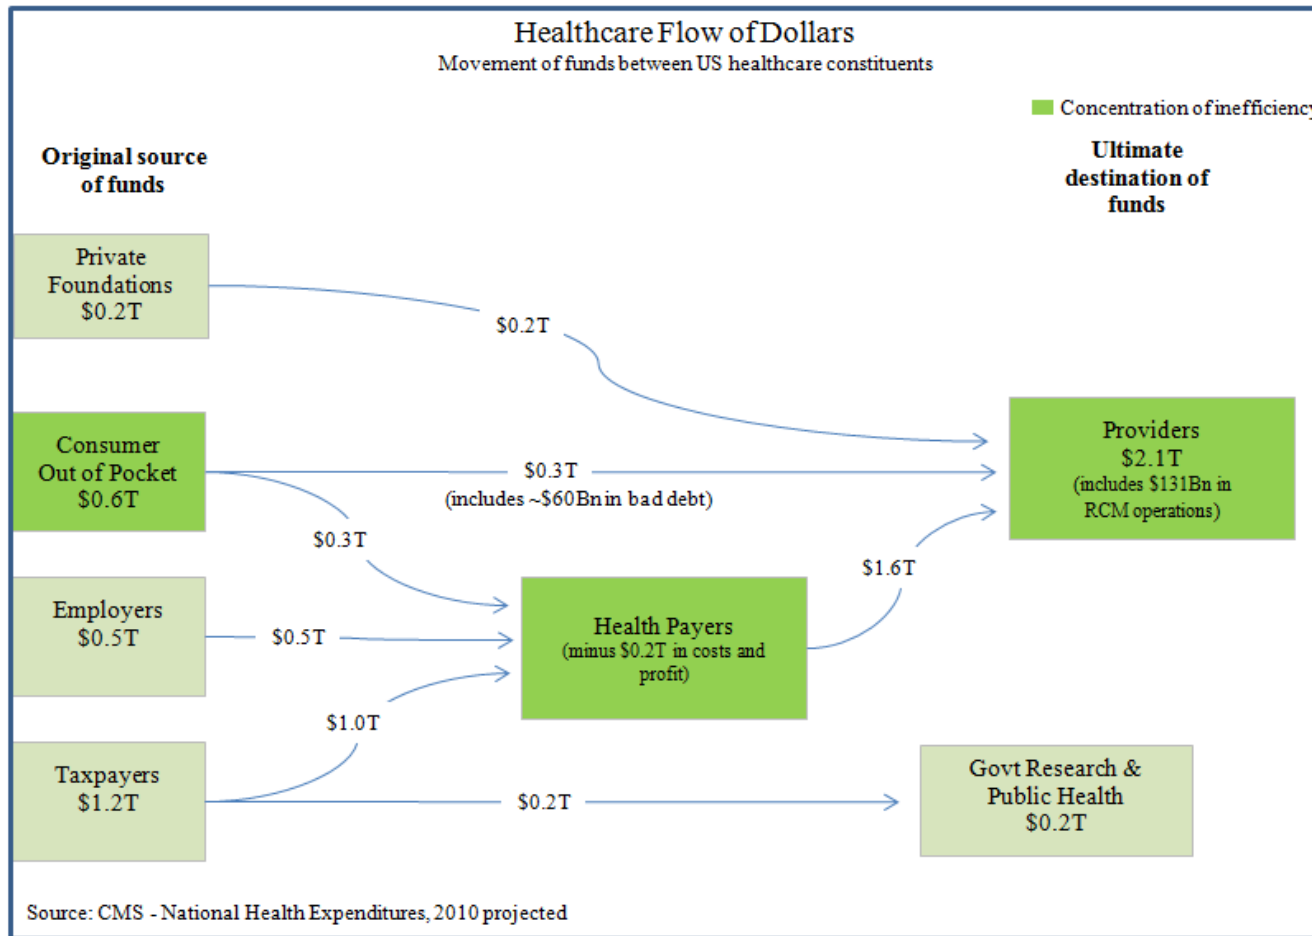 Healthcare Flow of Dollars
Movement of funds between US healthcare constituents
Concentration of inefficiency
Original source
of funds
Ultimate
destination of
funds
Private
Foundations
$0.2T
$0.2T
Consumer
Out of Pocket
$0.6T
$0.3T
(includes ~$60Bn in bad debt)
$0.3T
Providers
$2.1T
(includes $131Bn in
RCM operations)
$1.6T
Employers
$0.5T
$0.5T
Health Payers
(minus $0.2T in costs and
profit)
$1.0T
Taxpayers
$1.2T
$0.2T
Govt Research &
Public Health
$0.2T
Source: CMS - National Health Expenditures, 2010 projected